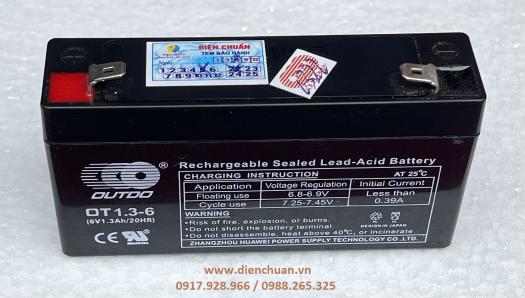 ĐIỆN CHUẨN
TEM BẢO HÀNH
Rechargeable Sealed Lead-Acid Battery
CHARGING INSTRUCTION AT 25℃
Application Voltage Regulation Initial Current
Floating use 6.8-6.9V Less than
Cycle use 7.25-7.45V 0.39A
OUTDO ®
OT1.3-6
(6V1.3Ah/20HR)
WARNING(NON-SPILLABLE)
Risk of fire, explosion, or burns.
Do not short the battery terminal.
Do not disassemble, heat above 40℃, or incinerate
DESIGN IN JAPAN
ZHANGZHOU HUAWEI POWER SUPPLY TECHNOLOGY CO.,LTD.
www.dienchuan.vn
0917.928.966 / 0988.265.325